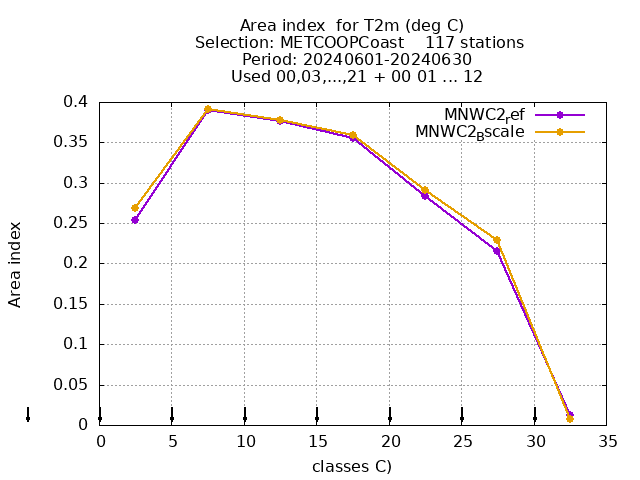 Area index  for T2m (deg C)
Selection: METCOOPCoast    117 stations
Period: 20240601-20240630
Used 00,03,...,21 + 00 01 ... 12
MNWC2ref
MNWC2Bscale
0.4
0.35
0.3
0.25
0.2
0.15
0.1
0.05
0
Area index
0 5 10 15 20 25 30 35
classes C)